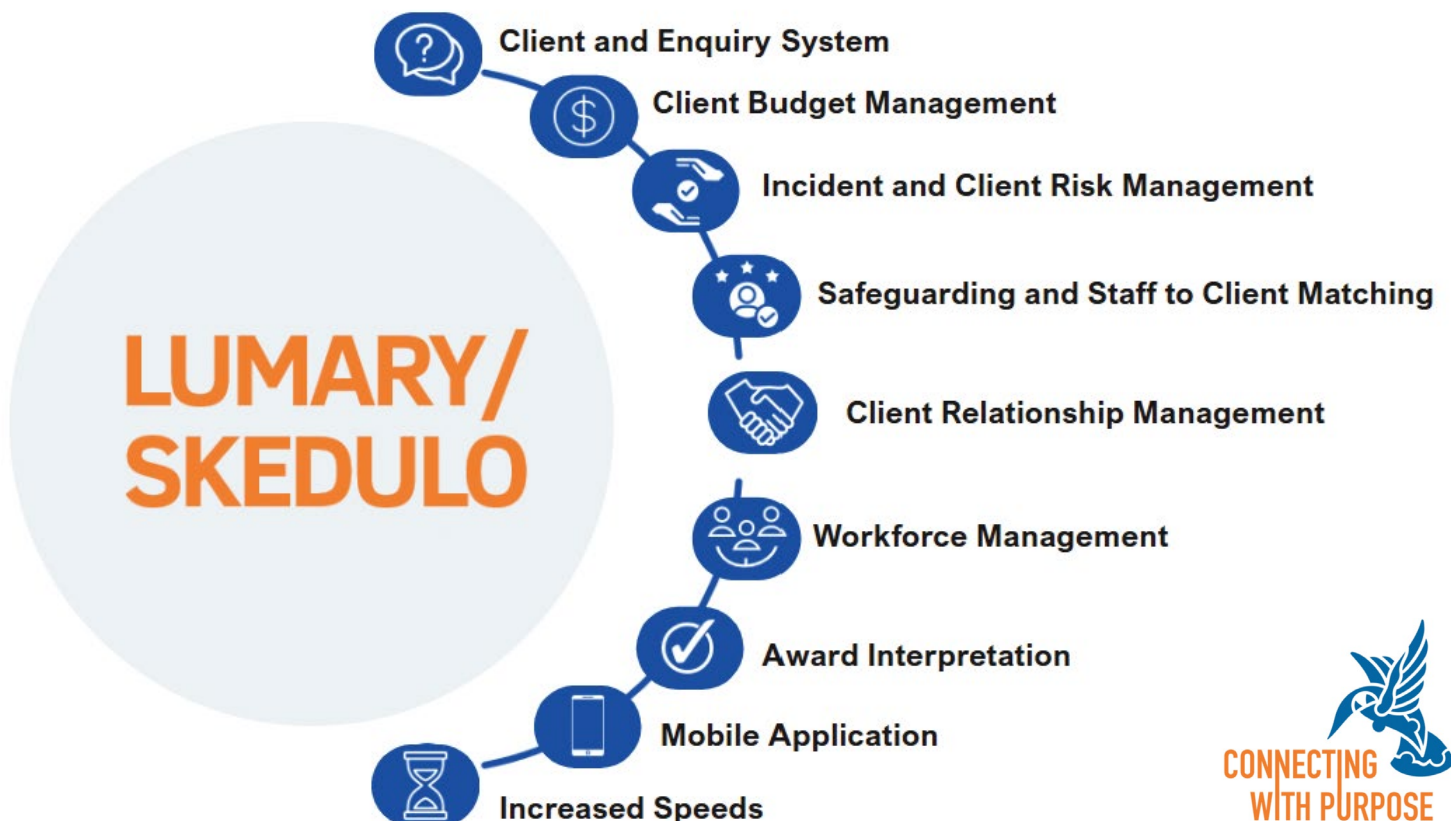 Client and Enquiry System
Client Budget Management
Incident and Client Risk Management
Safeguarding and Staff to Client Matching
LUMARY/
SKEDULO
Client Relationship Management
Workforce Management
Award Interpretation
Mobile Application
Increased Speeds
CONNECTING
WITH PURPOSE